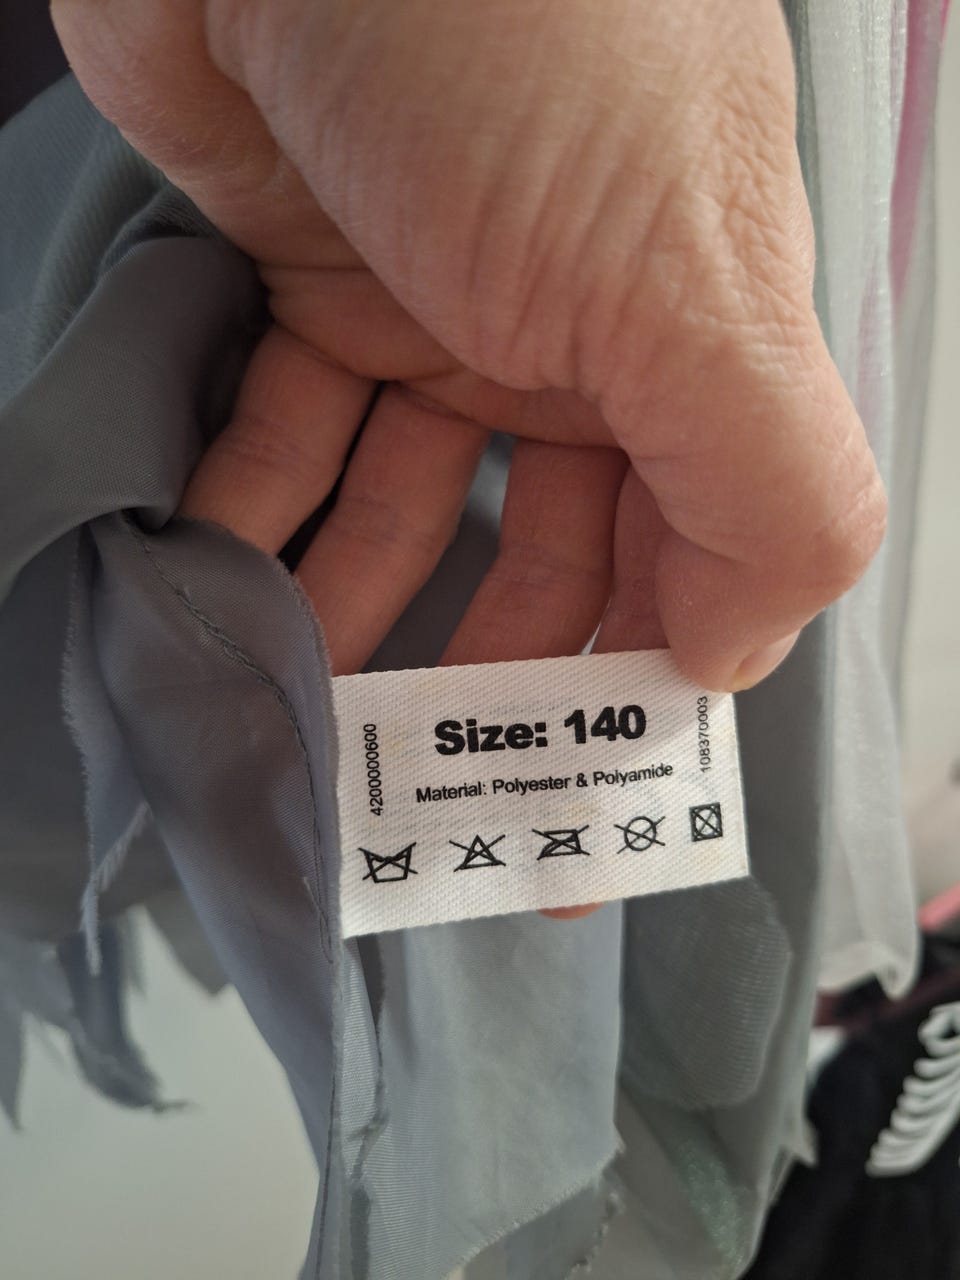 Size: 140
Material: Polyester & Polyamide
4200000600
108370003